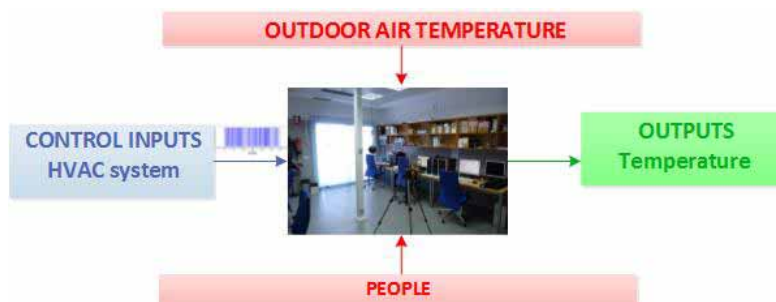 OUTDOOR AIR TEMPERATURE
CONTROL INPUTS
HVAC system
OUTPUTS
Temperature
PEOPLE